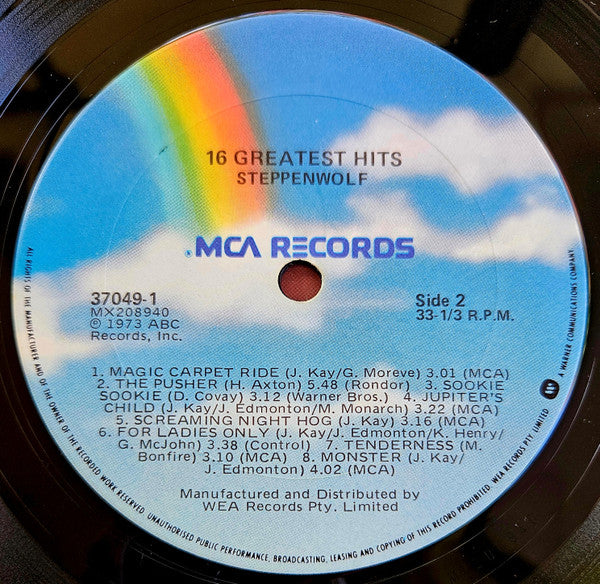 16 GREATEST HITS
STEPPENWOLF
MCA RECORDS
37049-1
MX208940
℗ 1973 ABC
Records, Inc.
Side 2
33-1/3 R.P.M.
1. MAGIC CARPET RIDE (J. Kay/G. Moreve) 3.01 (MCA)
2. THE PUSHER (H. Axton) 5.48 (Rondor) 3. SOOKIE
SOOKIE (D. Covay) 3.12 (Warner Bros.) 4. JUPITER'S
CHILD (J. Kay/J. Edmonton/M. Monarch) 3.22 (MCA)
5. SCREAMING NIGHT HOG (J. Kay) 3.16 (MCA)
6. FOR LADIES ONLY (J. Kay/J. Edmonton/K. Henry/
G. McJohn) 3.38 (Control) 7. TENDERNESS (M.
Bonfire) 3.10 (MCA) 8. MONSTER (J. Kay/
J. Edmonton) 4.02 (MCA)
Manufactured and Distributed by
WEA Records Pty. Limited
ALL RIGHTS OF THE MANUFACTURER AND OF THE OWNER OF THE RECORDED WORK RESERVED. UNAUTHORISED PUBLIC PERFORMANCE, BROADCASTING, LEASING AND COPYING OF THIS RECORD PROHIBITED. WEA RECORDS PTY. LIMITED
A WARNER COMMUNICATIONS COMPANY.